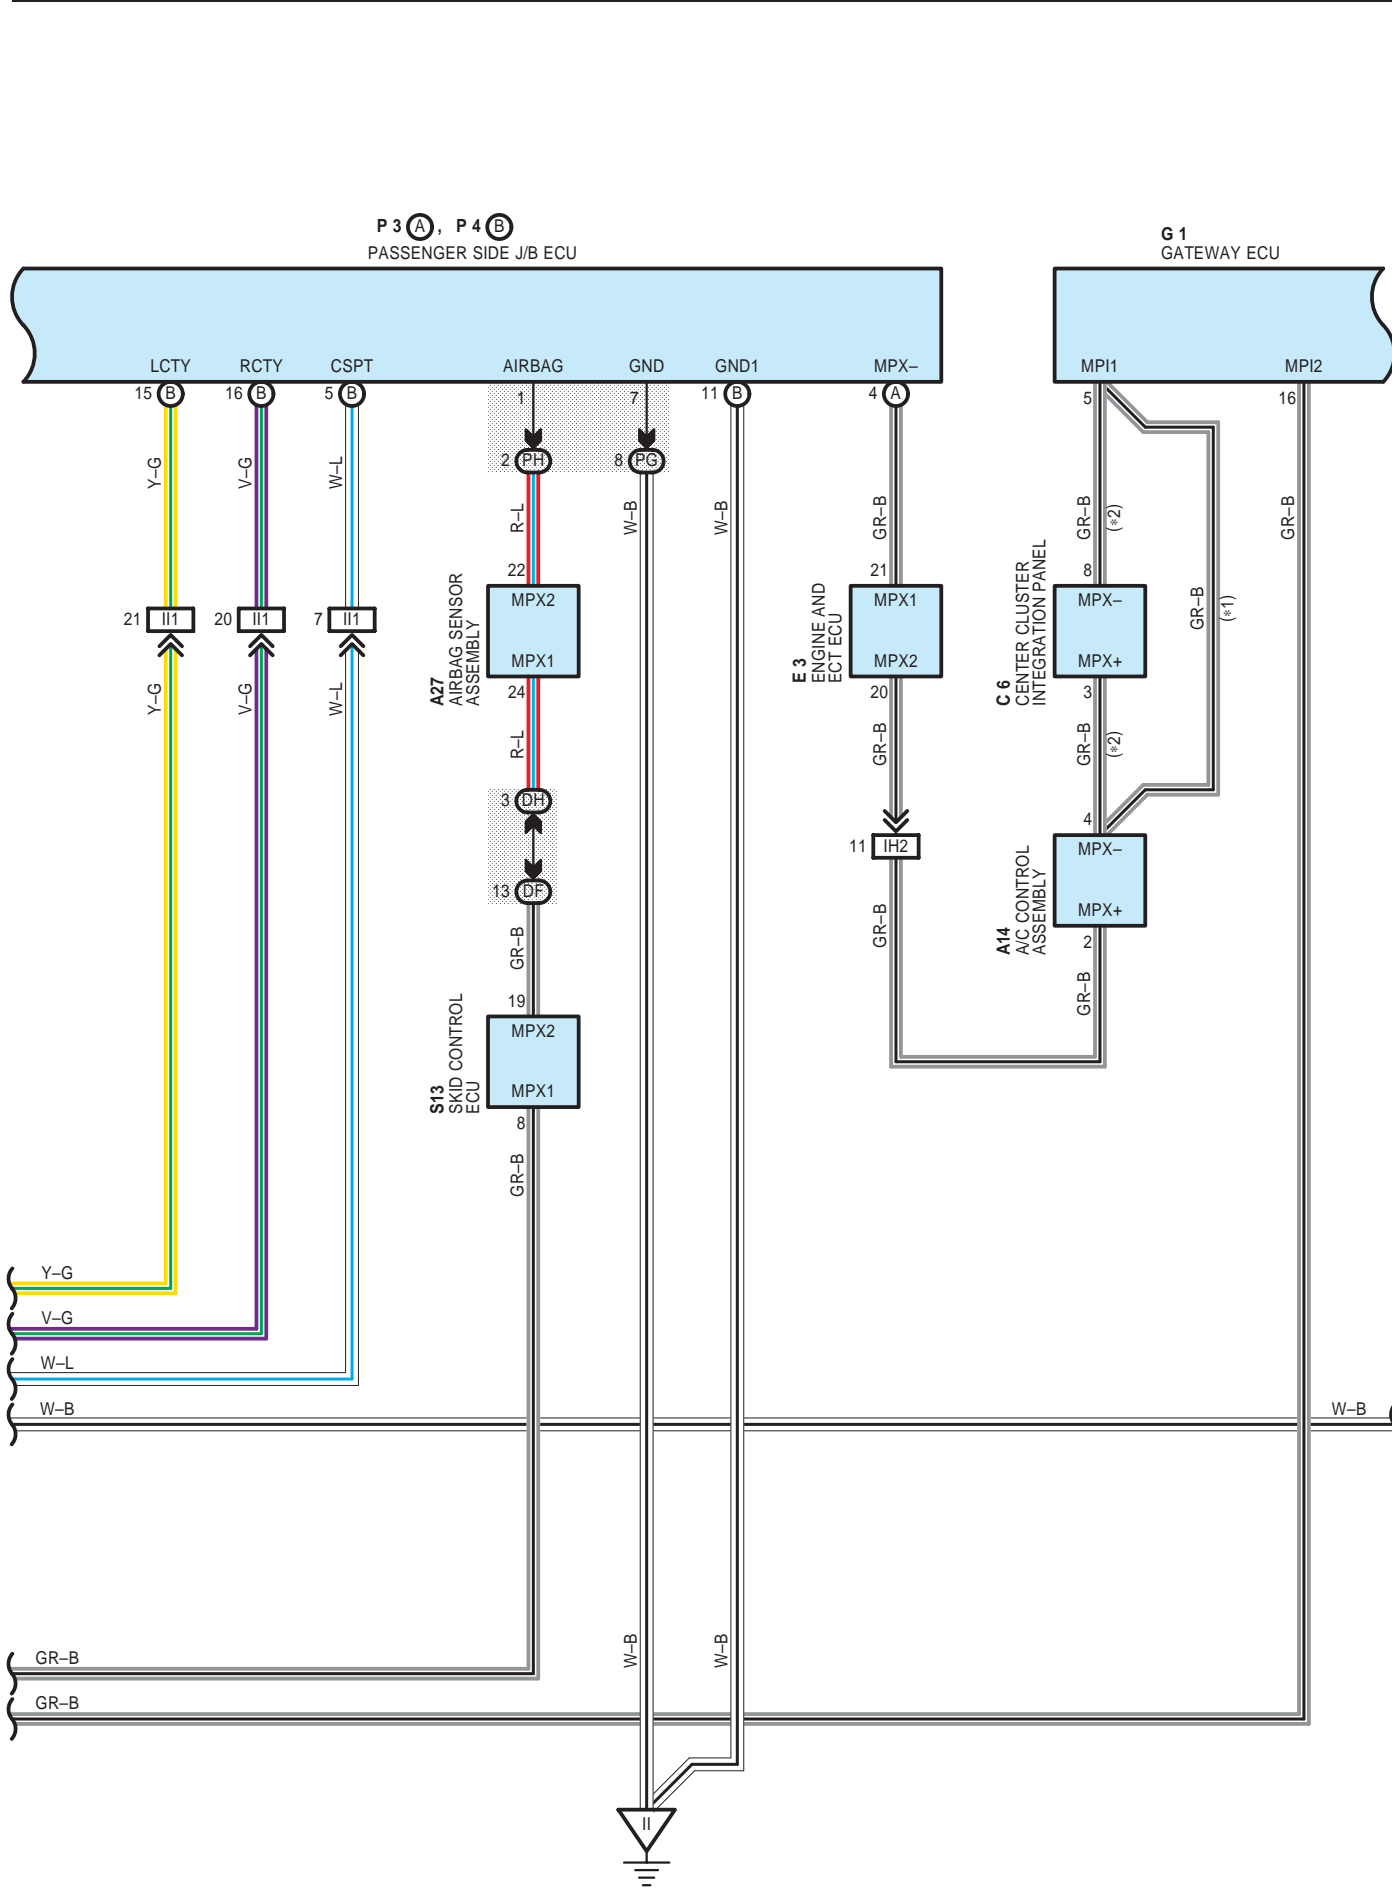 P 3 A , P 4 B
PASSENGER SIDE J/B ECU
G 1
GATEWAY ECU
LCTY
RCTY
CSPT
AIRBAG
GND
GND1
MPX–
MPI1
MPI2
15 B
16 B
5 B
1
7
11 B
4 A
5
16
2 PH
8 PG
Y–G
V–G
W–L
R–L
W–B
W–B
GR–B
GR–B
(∗2)
GR–B
22
21
8
MPX2
MPX1
A27
AIRBAG SENSOR
ASSEMBLY
24
MPX1
MPX2
E 3
ENGINE AND
ECT ECU
20
MPX–
MPX+
C 6
CENTER CLUSTER
INTEGRATION PANEL
3
GR–B
(∗1)
21 II1
20 II1
7 II1
Y–G
V–G
W–L
R–L
GR–B
GR–B
(∗2)
3 DH
13 DF
11 IH2
4
MPX–
MPX+
A14
A/C CONTROL
ASSEMBLY
2
GR–B
GR–B
GR–B
19
MPX2
MPX1
S13
SKID CONTROL
ECU
8
GR–B
Y–G
V–G
W–L
W–B
W–B
W–B
W–B
GR–B
GR–B
II